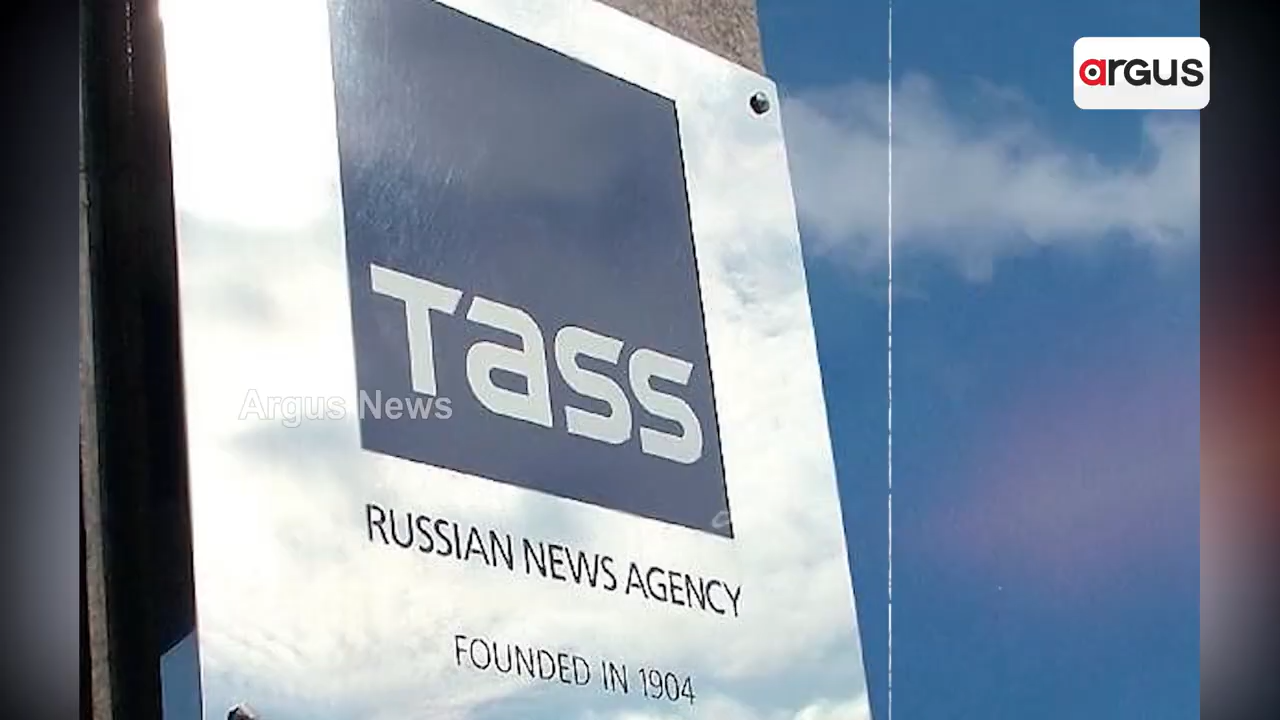 argus
Tass
Argus News
RUSSIAN NEWS AGENCY
FOUNDED IN 1904